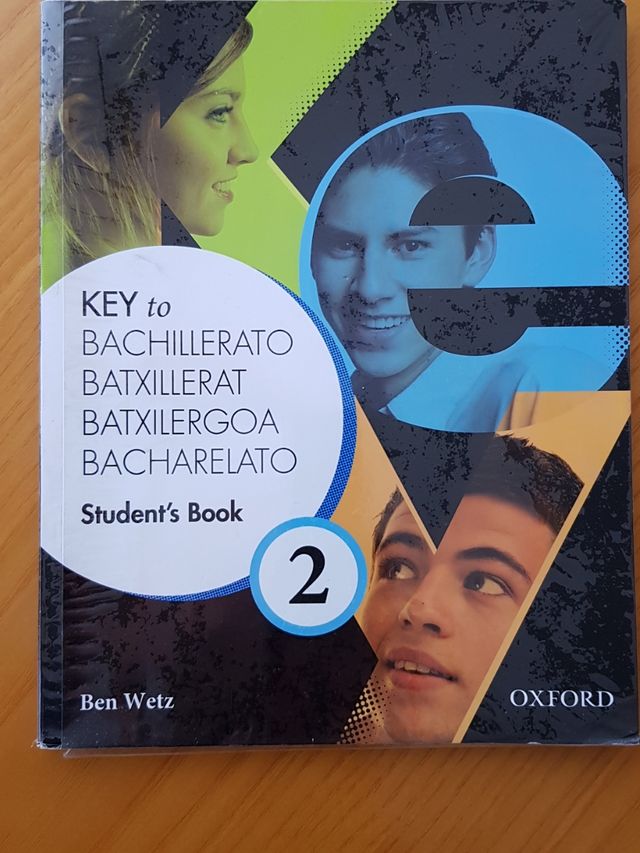 KEY to
BACHILLERATO
BATXILLERAT
BATXILERGOA
BACHARELATO
Student's Book
2
Ben Wetz
OXFORD